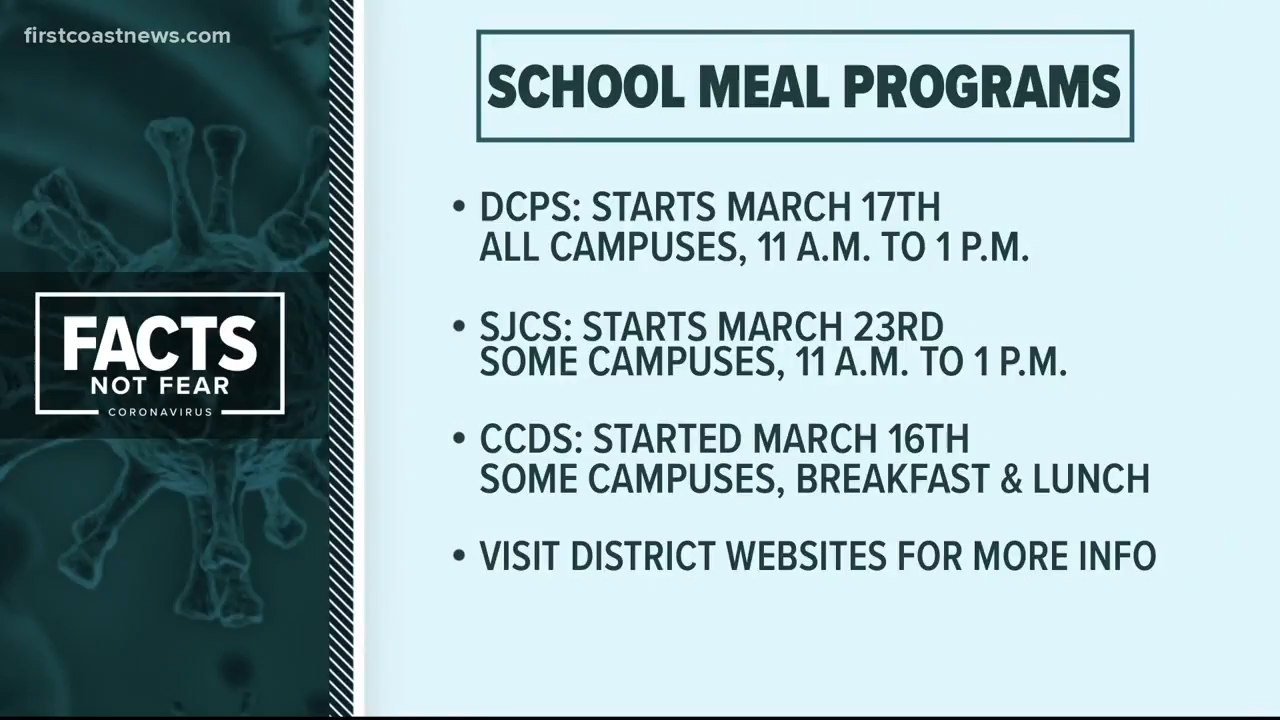 firstcoastnews.com
FACTS
NOT FEAR
CORONAVIRUS
SCHOOL MEAL PROGRAMS
• DCPS: STARTS MARCH 17TH
ALL CAMPUSES, 11 A.M. TO 1 P.M.
• SJCS: STARTS MARCH 23RD
SOME CAMPUSES, 11 A.M. TO 1 P.M.
• CCDS: STARTED MARCH 16TH
SOME CAMPUSES, BREAKFAST & LUNCH
• VISIT DISTRICT WEBSITES FOR MORE INFO